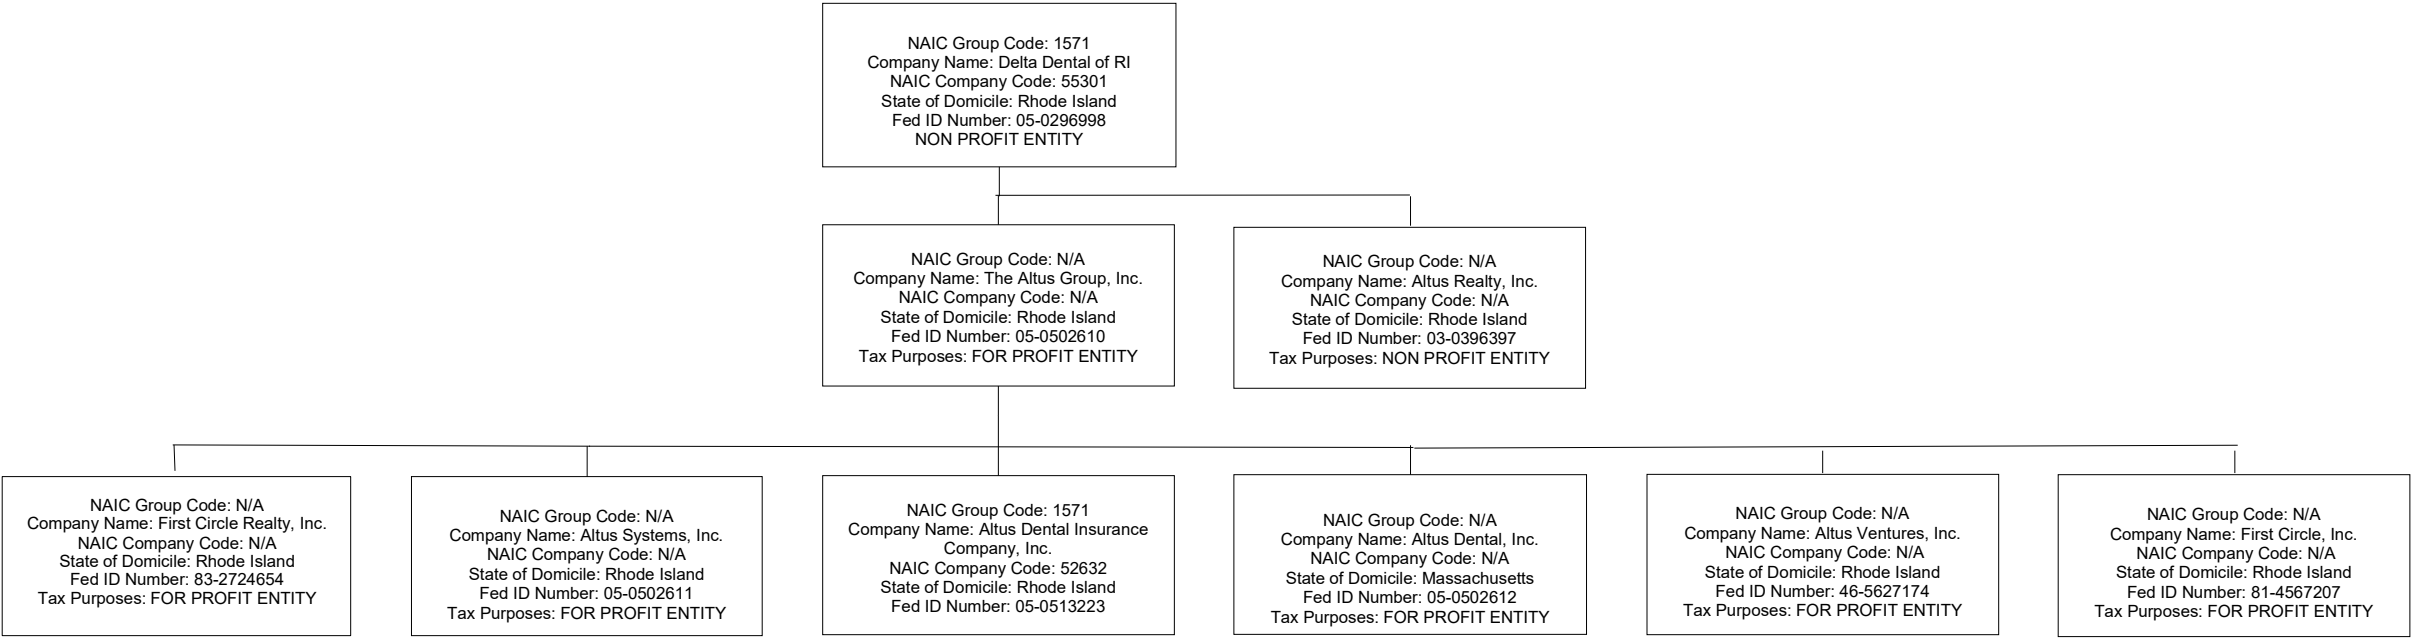 NAIC Group Code: 1571
Company Name: Delta Dental of RI
NAIC Company Code: 55301
State of Domicile: Rhode Island
Fed ID Number: 05-0296998
NON PROFIT ENTITY
NAIC Group Code: N/A
Company Name: The Altus Group, Inc.
NAIC Company Code: N/A
State of Domicile: Rhode Island
Fed ID Number: 05-0502610
Tax Purposes: FOR PROFIT ENTITY
NAIC Group Code: N/A
Company Name: Altus Realty, Inc.
NAIC Company Code: N/A
State of Domicile: Rhode Island
Fed ID Number: 03-0396397
Tax Purposes: NON PROFIT ENTITY
NAIC Group Code: N/A
Company Name: First Circle Realty, Inc.
NAIC Company Code: N/A
State of Domicile: Rhode Island
Fed ID Number: 83-2724654
Tax Purposes: FOR PROFIT ENTITY
NAIC Group Code: N/A
Company Name: Altus Systems, Inc.
NAIC Company Code: N/A
State of Domicile: Rhode Island
Fed ID Number: 05-0502611
Tax Purposes: FOR PROFIT ENTITY
NAIC Group Code: 1571
Company Name: Altus Dental Insurance
Company, Inc.
NAIC Company Code: 52632
State of Domicile: Rhode Island
Fed ID Number: 05-0513223
NAIC Group Code: N/A
Company Name: Altus Dental, Inc.
NAIC Company Code: N/A
State of Domicile: Massachusetts
Fed ID Number: 05-0502612
Tax Purposes: FOR PROFIT ENTITY
NAIC Group Code: N/A
Company Name: Altus Ventures, Inc.
NAIC Company Code: N/A
State of Domicile: Rhode Island
Fed ID Number: 46-5627174
Tax Purposes: FOR PROFIT ENTITY
NAIC Group Code: N/A
Company Name: First Circle, Inc.
NAIC Company Code: N/A
State of Domicile: Rhode Island
Fed ID Number: 81-4567207
Tax Purposes: FOR PROFIT ENTITY